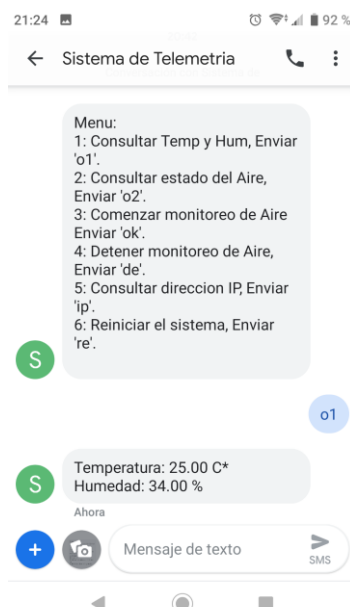 21:24 92 %
Sistema de Telemetria
Menu:
1: Consultar Temp y Hum, Enviar
'o1'.
2: Consultar estado del Aire,
Enviar 'o2'.
3: Comenzar monitoreo de Aire
Enviar 'ok'.
4: Detener monitoreo de Aire,
Enviar 'de'.
5: Consultar direccion IP, Enviar
'ip'.
6: Reiniciar el sistema, Enviar
're'.
S
o1
Temperatura: 25.00 C*
Humedad: 34.00 %
S
Ahora
Mensaje de texto
SMS